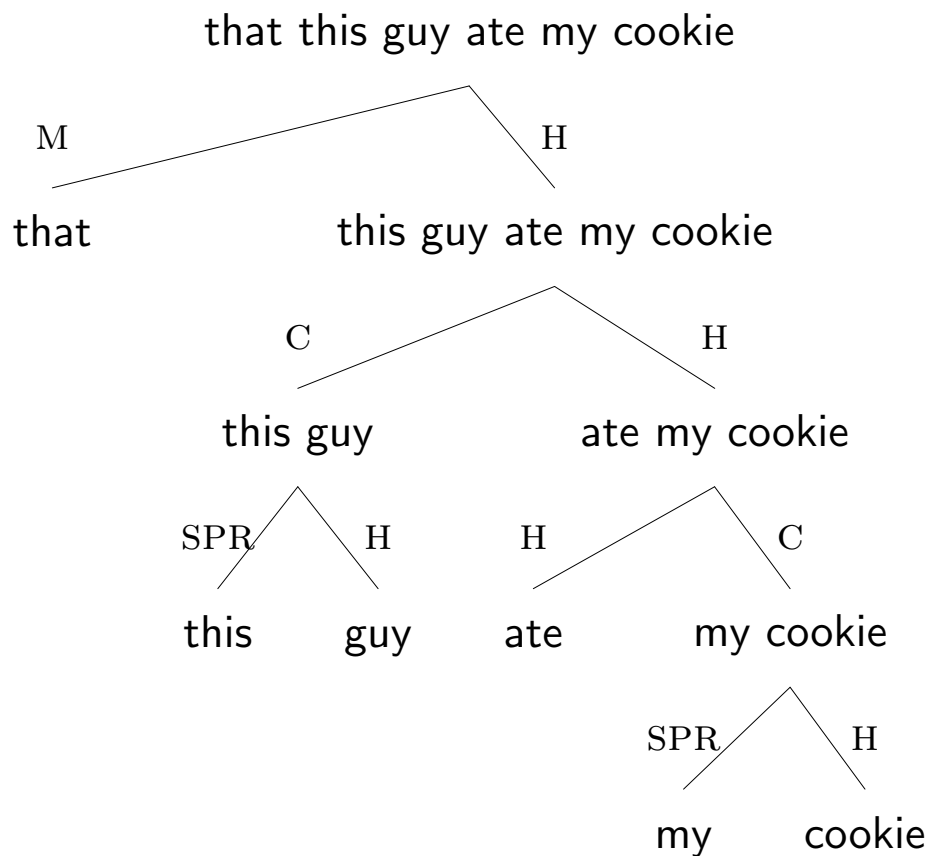 that this guy ate my cookie
M H
that this guy ate my cookie
C H
this guy ate my cookie
SPR H H C
this guy ate my cookie
SPR H
my cookie